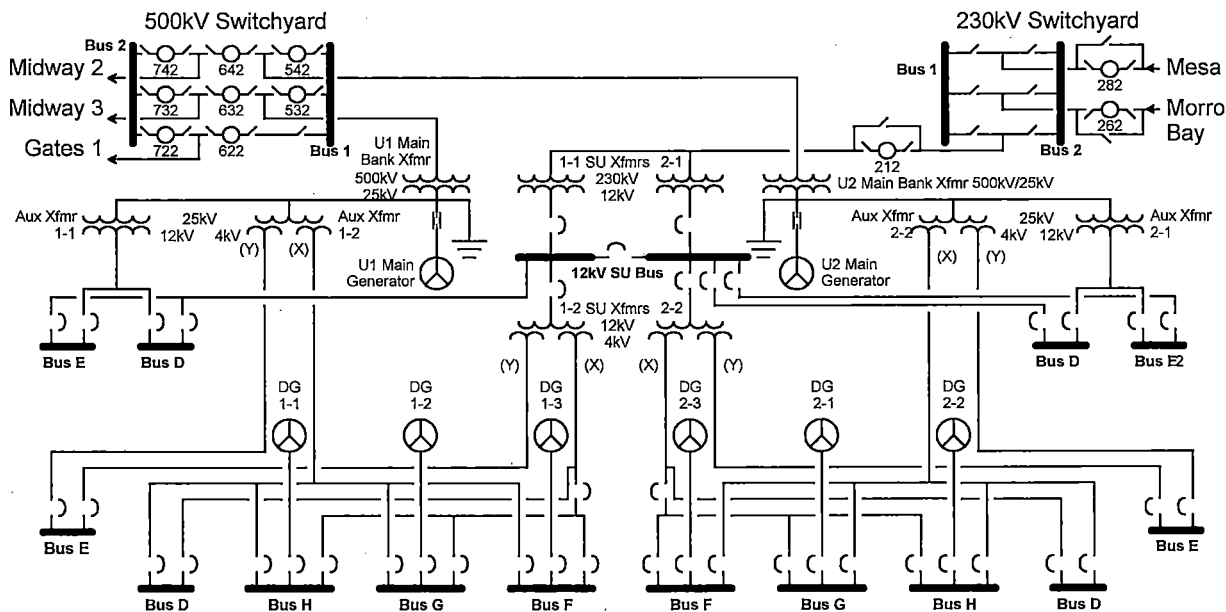 500kV Switchyard
230kV Switchyard
Bus 2
742
642
542
Midway 2
Midway 3
732
632
532
Gates 1
722
622
Bus 1
Bus 1
Bus 2
282
Mesa
262
Morro
Bay
212
U1 Main
Bank Xfmr
500kV
25kV
1-1 SU Xfmrs 2-1
230kV
12kV
U2 Main Bank Xfmr 500kV/25kV
Aux Xfmr
1-1
25kV
12kV
4kV
(Y)
(X)
Aux Xfmr
1-2
U1 Main
Generator
12kV SU Bus
U2 Main
Generator
Aux Xfmr
2-2
(X)
(Y)
25kV
4kV
12kV
Aux Xfmr
2-1
1-2 SU Xfmrs 2-2
12kV
4kV
(Y)
(X)
(X)
(Y)
Bus E
Bus D
Bus D
Bus E2
DG
1-1
DG
1-2
DG
1-3
DG
2-3
DG
2-1
DG
2-2
Bus E
Bus E
Bus D
Bus H
Bus G
Bus F
Bus F
Bus G
Bus H
Bus D